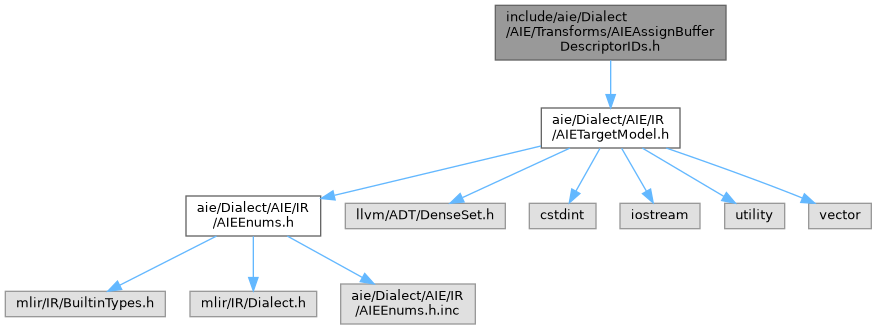 include/aie/Dialect
/AIE/Transforms/AIEAssignBuffer
DescriptorIDs.h
aie/Dialect/AIE/IR
/AIETargetModel.h
aie/Dialect/AIE/IR
/AIEEnums.h
llvm/ADT/DenseSet.h
cstdint
iostream
utility
vector
mlir/IR/BuiltinTypes.h
mlir/IR/Dialect.h
aie/Dialect/AIE/IR
/AIEEnums.h.inc